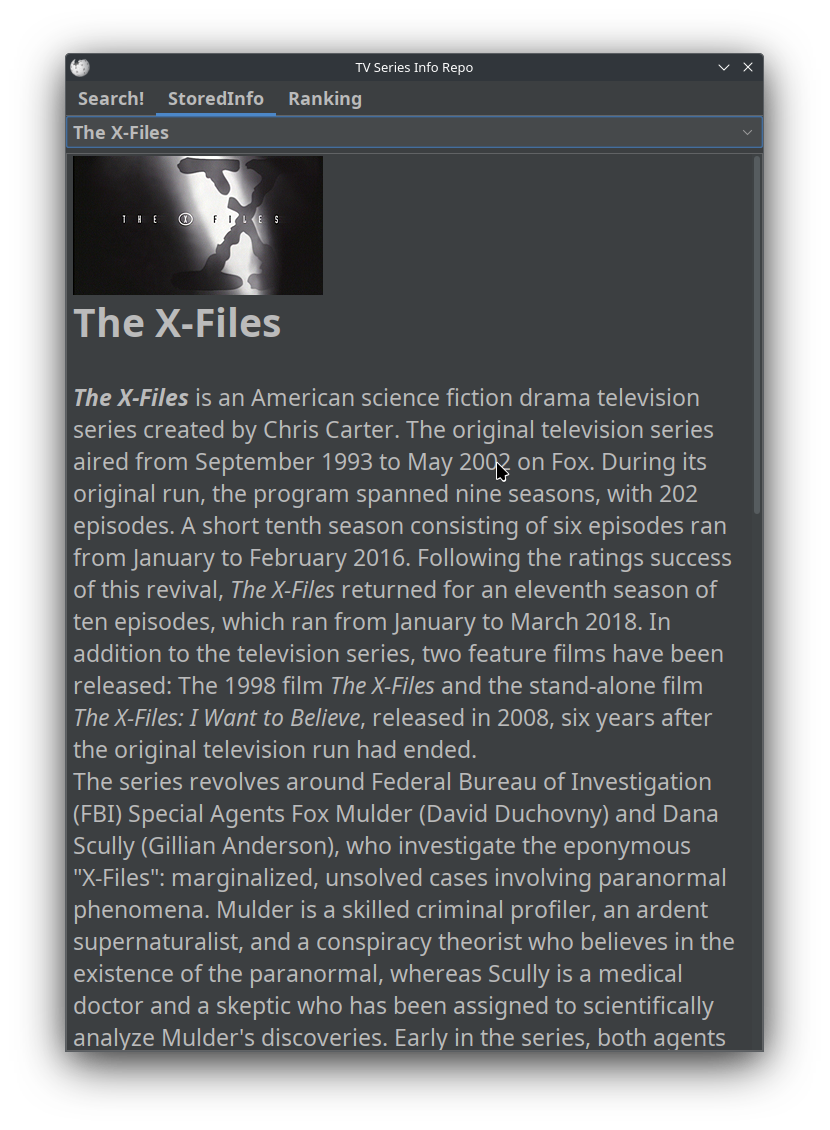 TV Series Info Repo
Search! StoredInfo Ranking
The X-Files
THE X FILES
The X-Files
The X-Files is an American science fiction drama television
series created by Chris Carter. The original television series
aired from September 1993 to May 2002 on Fox. During its
original run, the program spanned nine seasons, with 202
episodes. A short tenth season consisting of six episodes ran
from January to February 2016. Following the ratings success
of this revival, The X-Files returned for an eleventh season of
ten episodes, which ran from January to March 2018. In
addition to the television series, two feature films have been
released: The 1998 film The X-Files and the stand-alone film
The X-Files: I Want to Believe, released in 2008, six years after
the original television run had ended.
The series revolves around Federal Bureau of Investigation
(FBI) Special Agents Fox Mulder (David Duchovny) and Dana
Scully (Gillian Anderson), who investigate the eponymous
"X-Files": marginalized, unsolved cases involving paranormal
phenomena. Mulder is a skilled criminal profiler, an ardent
supernaturalist, and a conspiracy theorist who believes in the
existence of the paranormal, whereas Scully is a medical
doctor and a skeptic who has been assigned to scientifically
analyze Mulder's discoveries. Early in the series, both agents